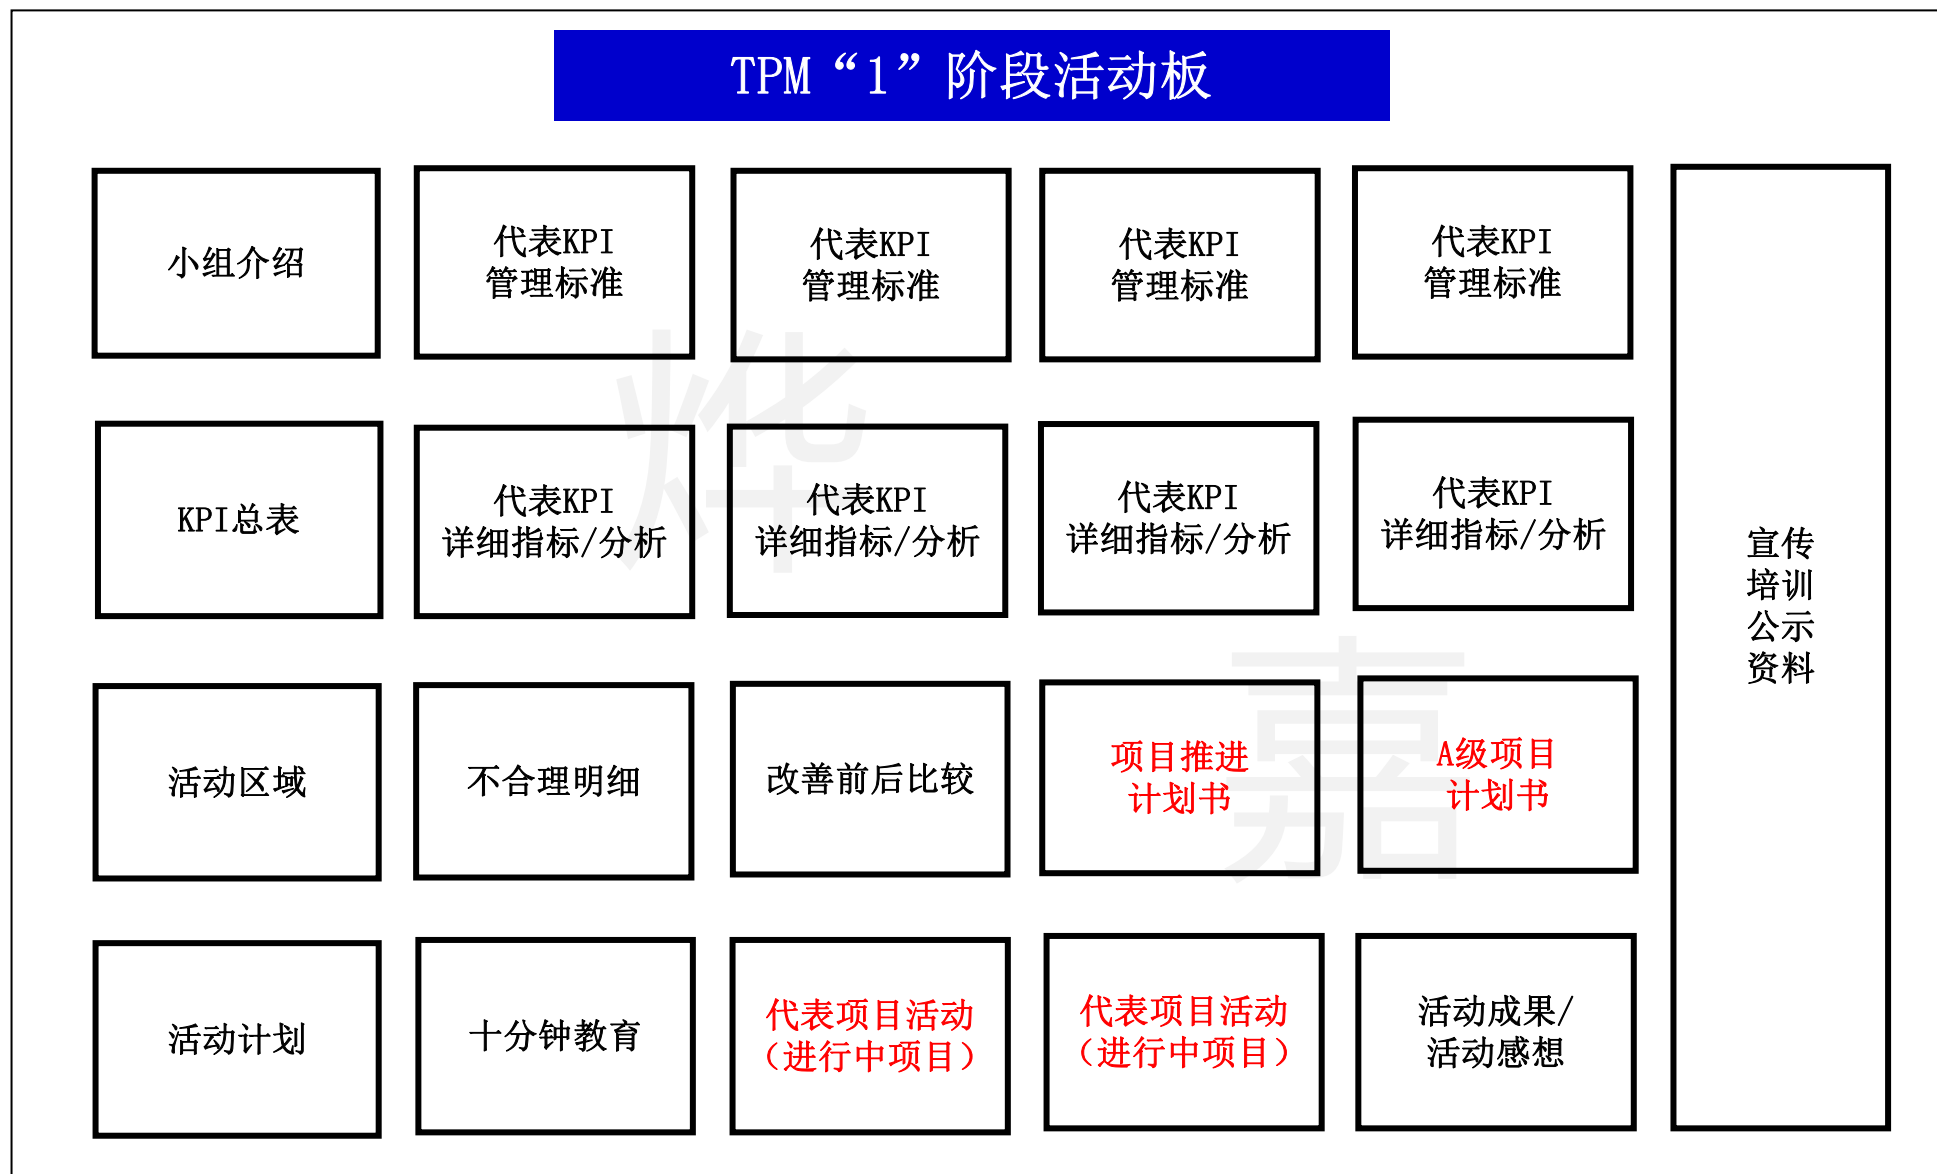 TPM“1”阶段活动板
小组介绍
代表KPI
管理标准
代表KPI
管理标准
代表KPI
管理标准
代表KPI
管理标准
KPI总表
代表KPI
详细指标/分析
代表KPI
详细指标/分析
代表KPI
详细指标/分析
代表KPI
详细指标/分析
宣传
培训
公示
资料
活动区域
不合理明细
改善前后比较
项目推进
计划书
A级项目
计划书
活动计划
十分钟教育
代表项目活动
（进行中项目）
代表项目活动
（进行中项目）
活动成果/
活动感想
烨
嘉